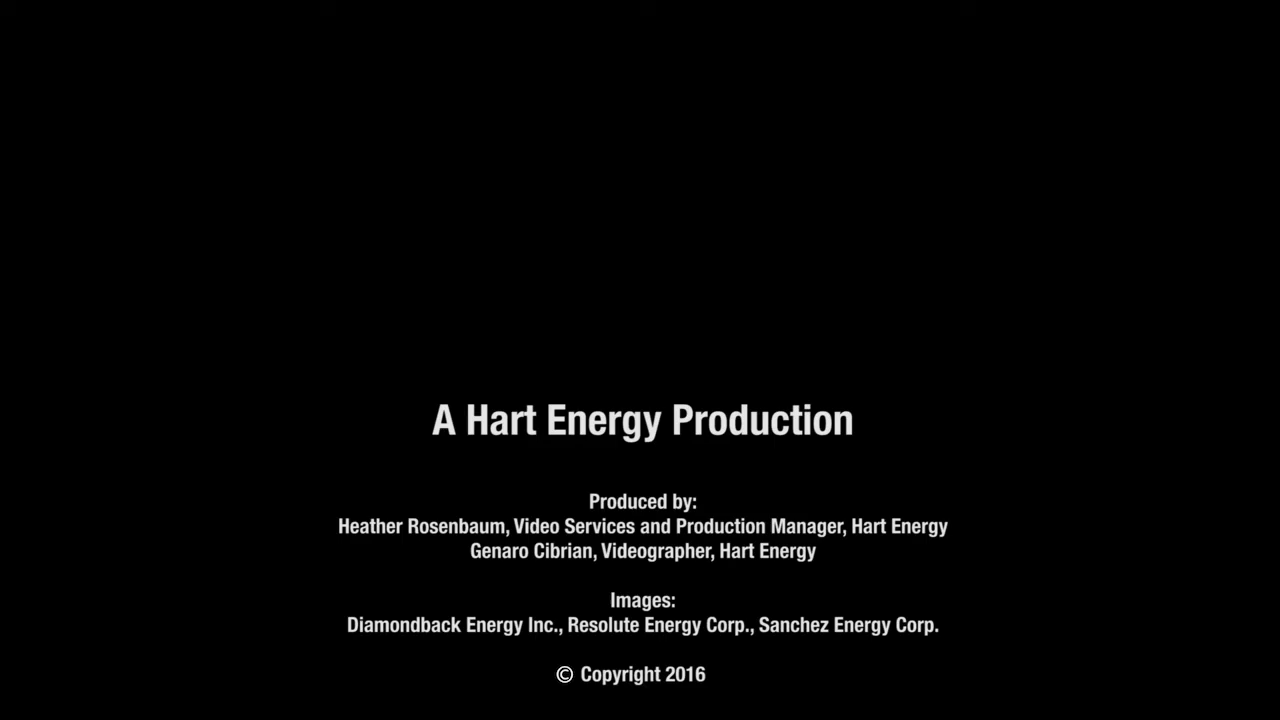 A Hart Energy Production
Produced by:
Heather Rosenbaum, Video Services and Production Manager, Hart Energy
Genaro Cibrian, Videographer, Hart Energy
Images:
Diamondback Energy Inc., Resolute Energy Corp., Sanchez Energy Corp.
© Copyright 2016